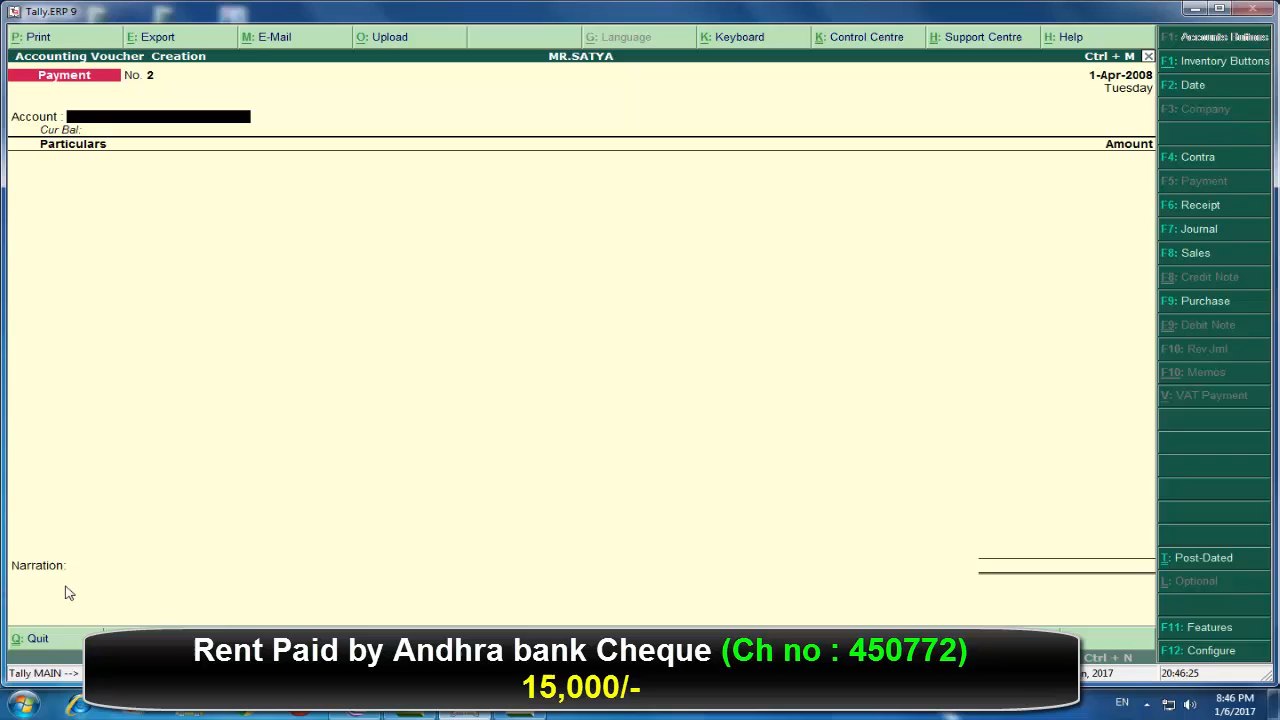 Tally.ERP 9
P: Print E: Export M: E-Mail O: Upload G: Language K: Keyboard K: Control Centre H: Support Centre H: Help
Accounting Voucher Creation MR.SATYA Ctrl + M
Payment No. 2 1-Apr-2008
Tuesday
Account :
Cur Bal:
Particulars Amount
Narration:
Q: Quit
Ctrl + N
Tally MAIN --> n, 2017 20:46:25
F1: Inventory Buttons
F2: Date
F3: Company
F4: Contra
F5: Payment
F6: Receipt
F7: Journal
F8: Sales
F8: Credit Note
F9: Purchase
F9: Debit Note
F10: Rev Jrnl
F10: Memos
V: VAT Payment
T: Post-Dated
L: Optional
F11: Features
F12: Configure
Rent Paid by Andhra bank Cheque (Ch no : 450772)
15,000/-
EN 8:46 PM
1/6/2017